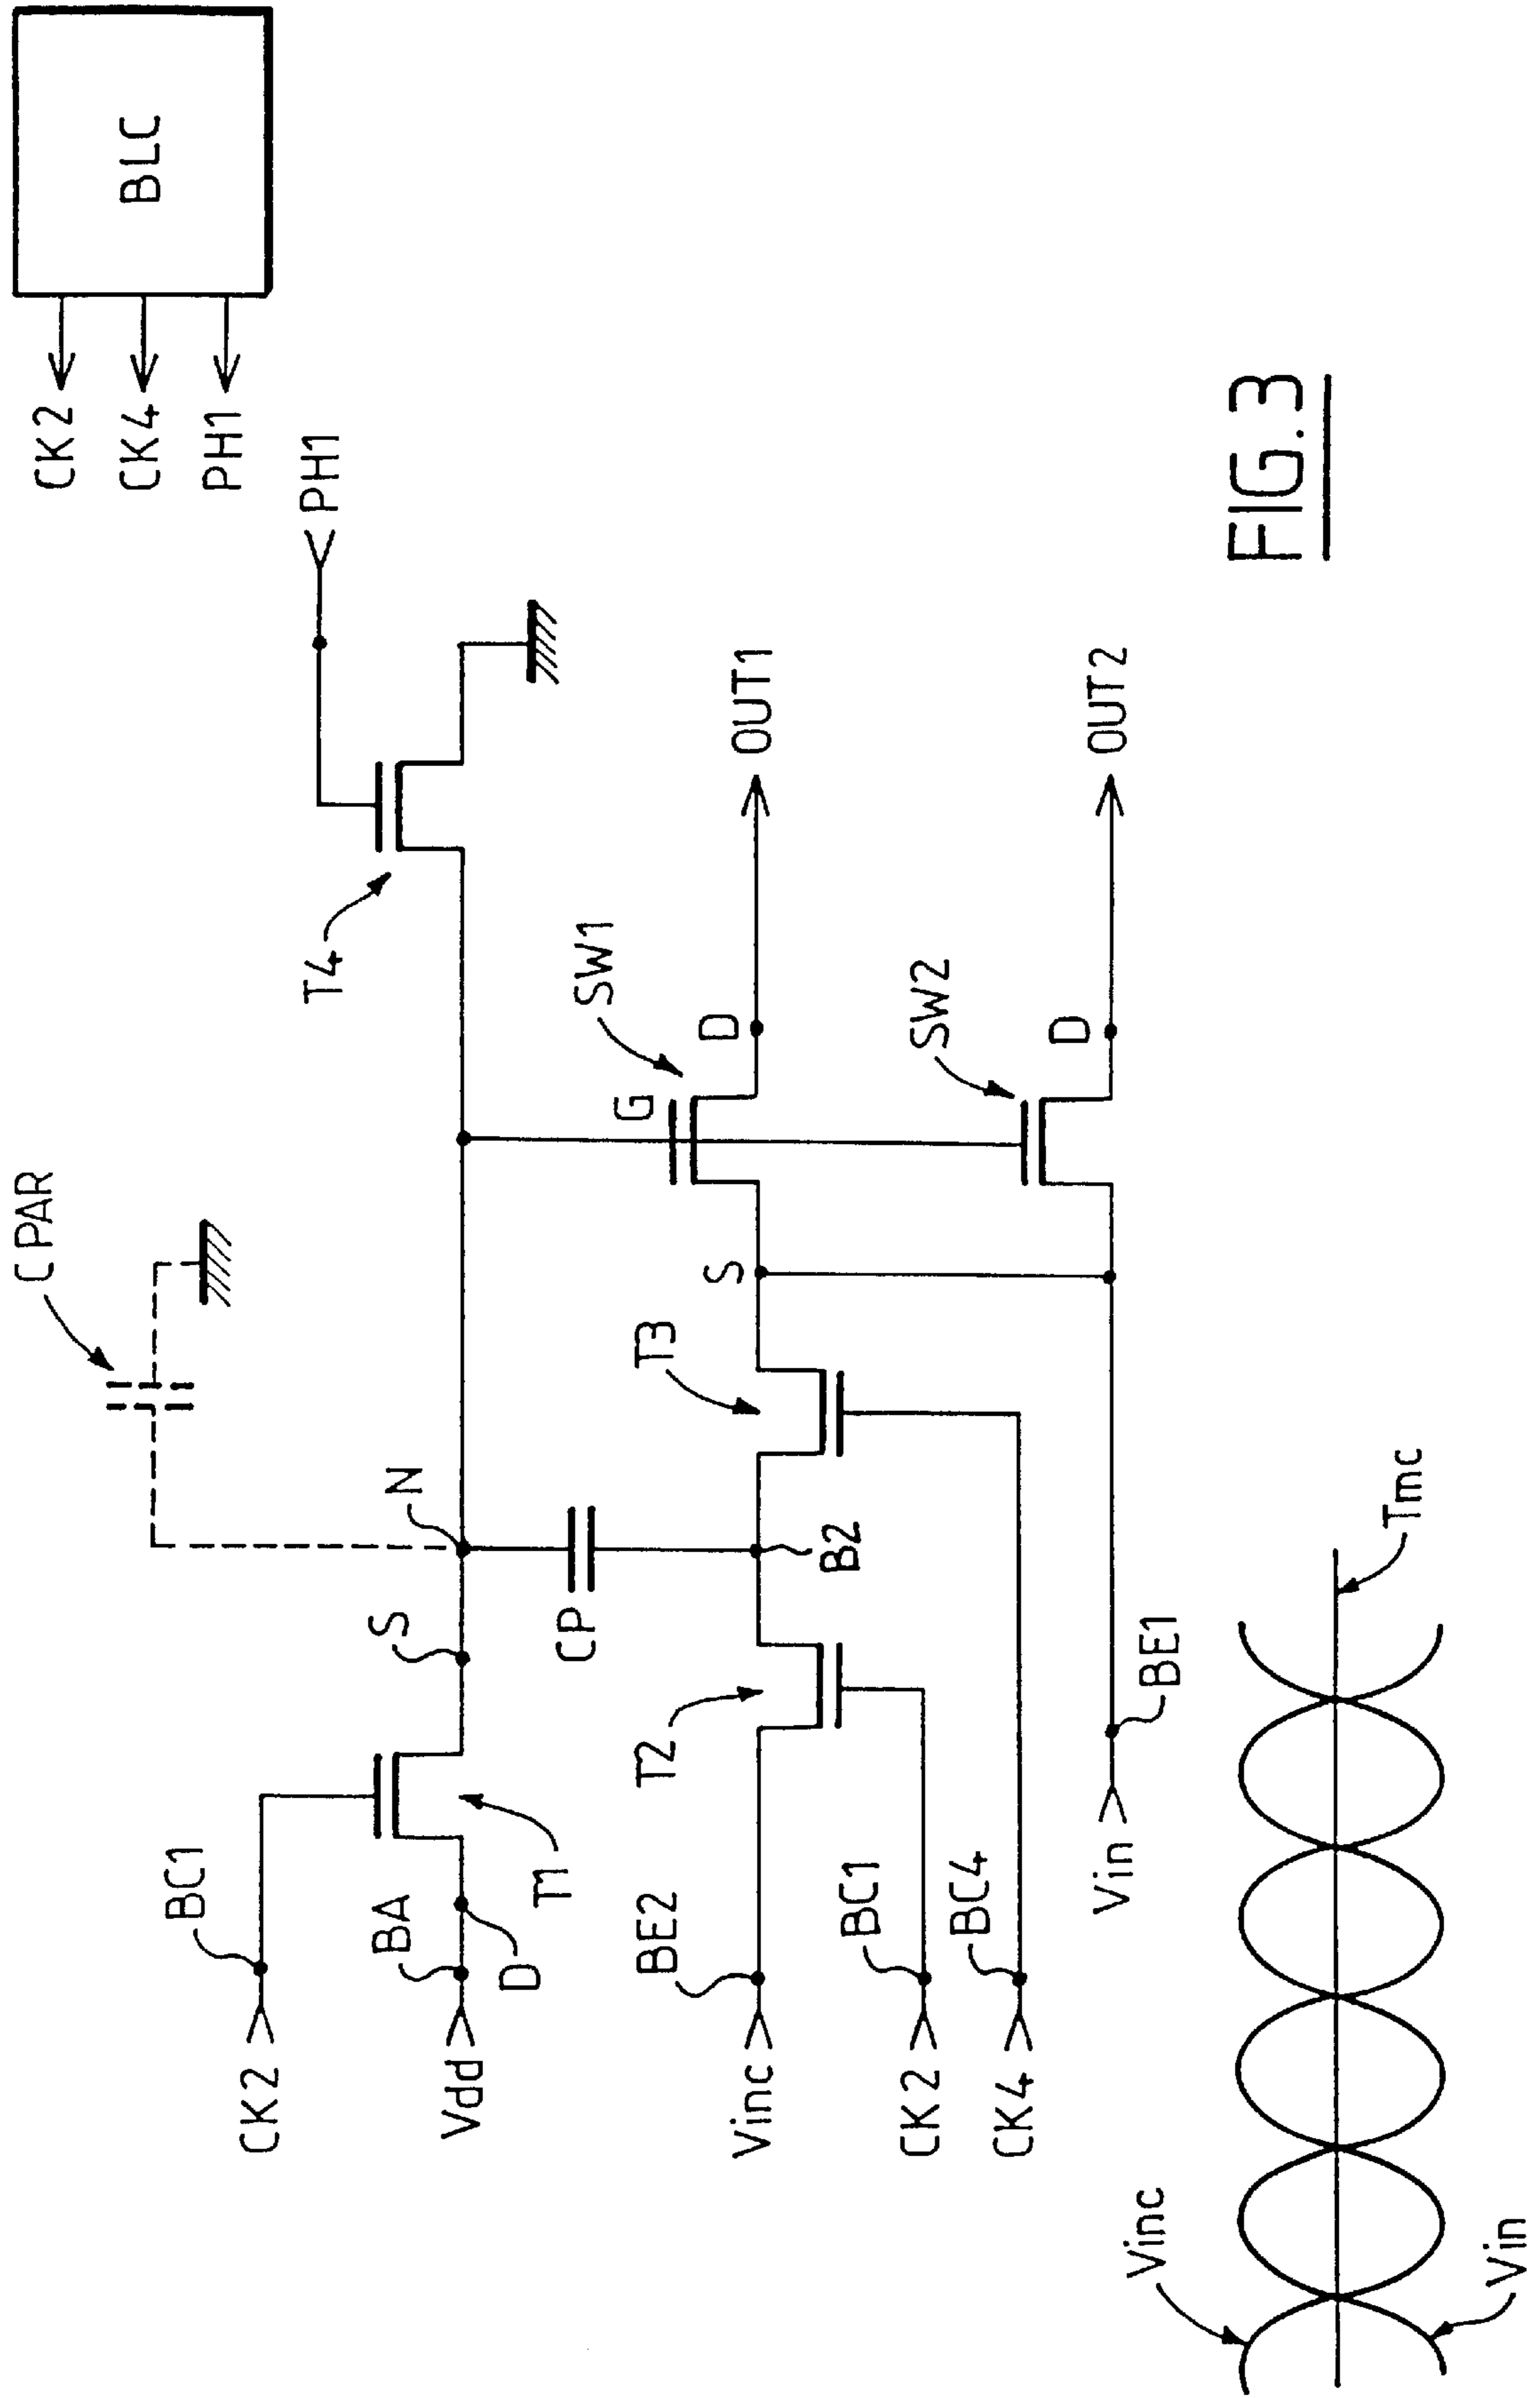 BLC
CK2
CK4
PH1
PH1
T4
CPAR
SW1
OUT1
G
D
SW2
OUT2
D
S
T3
N
S
CP
B2
BC1
CK2
BA
Vdd
D
T1
T2
BE2
Vinc
BC1
CK2
BC4
CK4
BE1
Vin
Tmc
Vinc
Vin
FIG.3